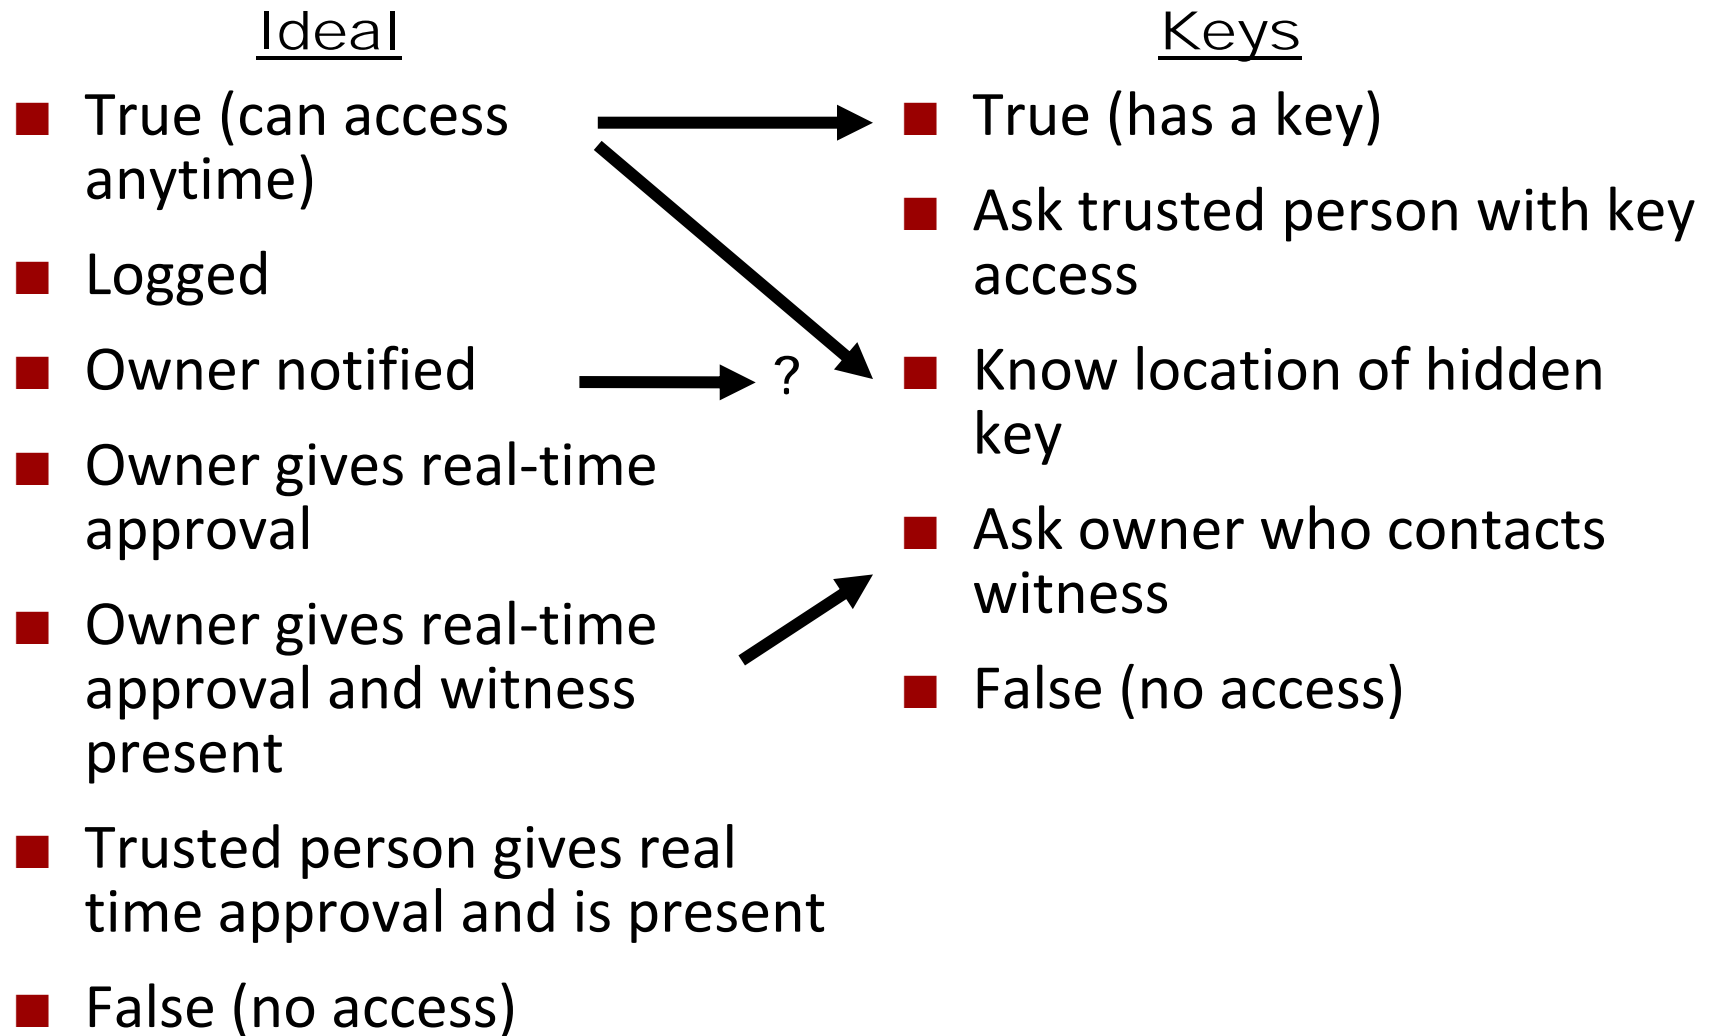 Ideal
True (can access
anytime)
Logged
Owner notified
Owner gives real-time
approval
Owner gives real-time
approval and witness
present
Trusted person gives real
time approval and is present
False (no access)
?
Keys
True (has a key)
Ask trusted person with key
access
Know location of hidden
key
Ask owner who contacts
witness
False (no access)